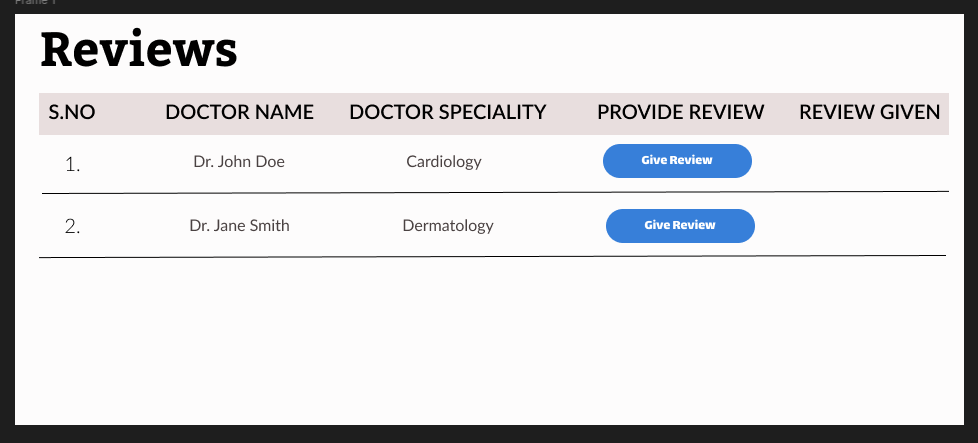 Frame 1
Reviews
S.NO DOCTOR NAME DOCTOR SPECIALITY PROVIDE REVIEW REVIEW GIVEN
1. Dr. John Doe Cardiology Give Review
2. Dr. Jane Smith Dermatology Give Review